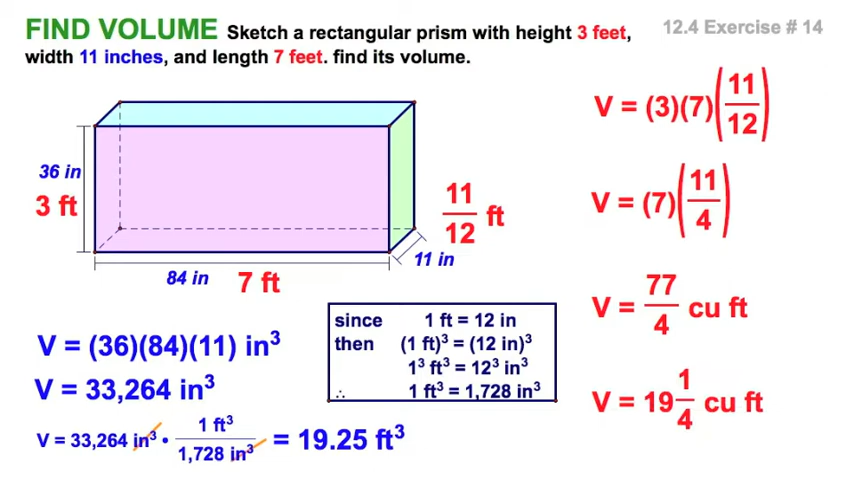 FIND VOLUME Sketch a rectangular prism with height 3 feet,
width 11 inches, and length 7 feet. find its volume.
12.4 Exercise # 14
36 in
3 ft
11/12 ft
11 in
84 in 7 ft
V = (36)(84)(11) in³
V = 33,264 in³
V = 33,264 in³ • 1 ft³/1,728 in³ = 19.25 ft³
since 1 ft = 12 in
then (1 ft)³ = (12 in)³
1³ ft³ = 12³ in³
∴ 1 ft³ = 1,728 in³
V = (3)(7)(11/12)
V = (7)(11/4)
V = 77/4 cu ft
V = 19 1/4 cu ft